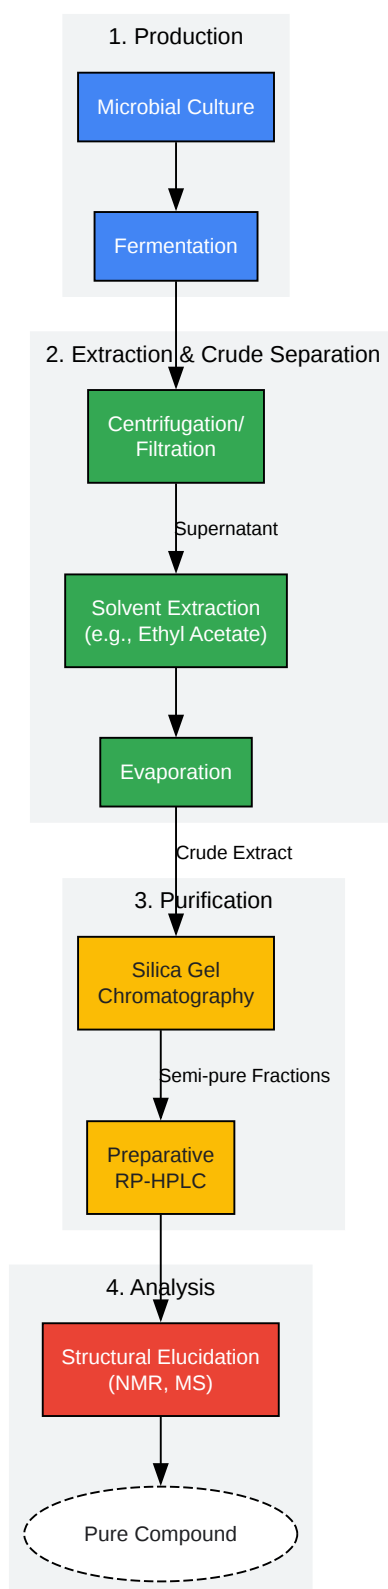 1. Production
Microbial Culture
Fermentation
2. Extraction & Crude Separation
Centrifugation/
Filtration
Supernatant
Solvent Extraction
(e.g., Ethyl Acetate)
Evaporation
Crude Extract
3. Purification
Silica Gel
Chromatography
Semi-pure Fractions
Preparative
RP-HPLC
4. Analysis
Structural Elucidation
(NMR, MS)
Pure Compound